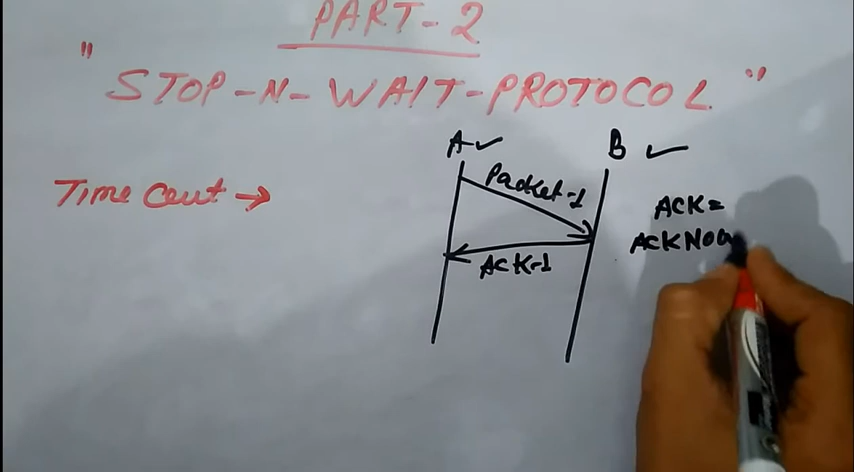 PART-2
"STOP-N-WAIT-PROTOCOL"
Time Out →
A ✓
B ✓
Packet-1
ACK-1
ACK=
ACKNOW